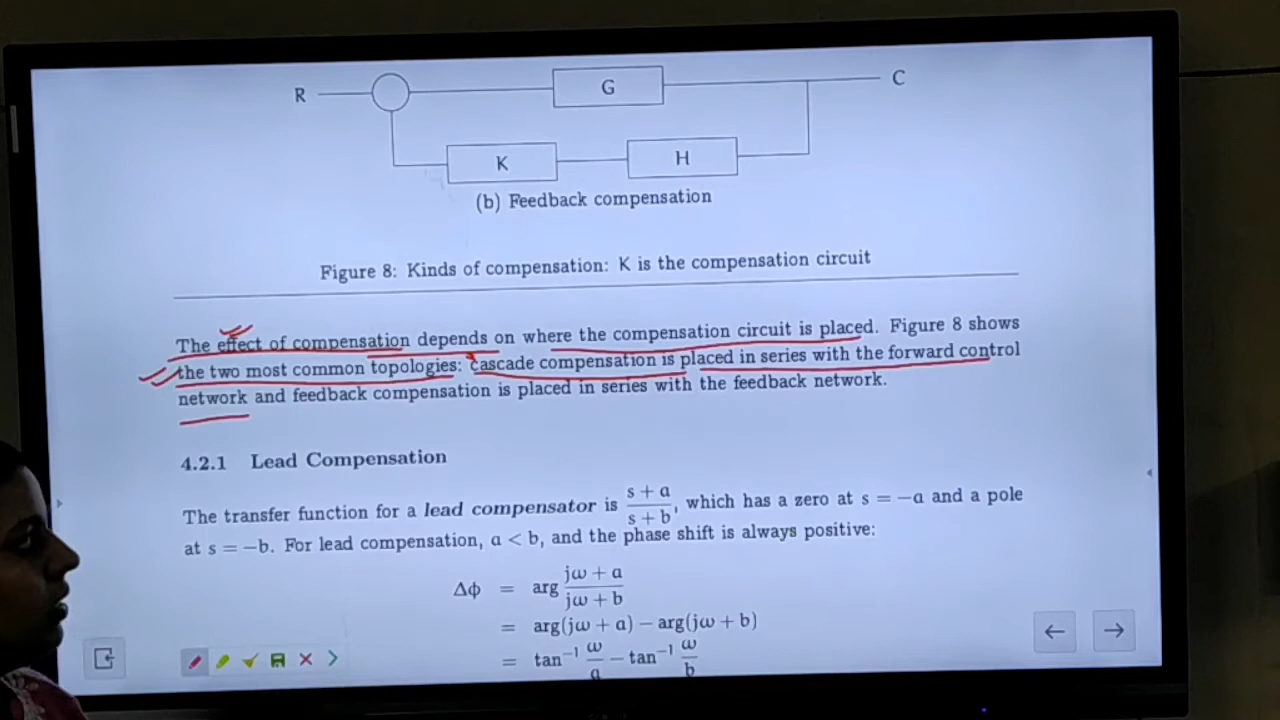 R
G
C
K
H
(b) Feedback compensation
Figure 8: Kinds of compensation: K is the compensation circuit
The effect of compensation depends on where the compensation circuit is placed. Figure 8 shows
the two most common topologies: cascade compensation is placed in series with the forward control
network and feedback compensation is placed in series with the feedback network.
4.2.1 Lead Compensation
The transfer function for a lead compensator is (s + a)/(s + b), which has a zero at s = −a and a pole
at s = −b. For lead compensation, a < b, and the phase shift is always positive:
Δφ = arg (jω + a)/(jω + b)
= arg(jω + a) − arg(jω + b)
= tan⁻¹ ω/a − tan⁻¹ ω/b